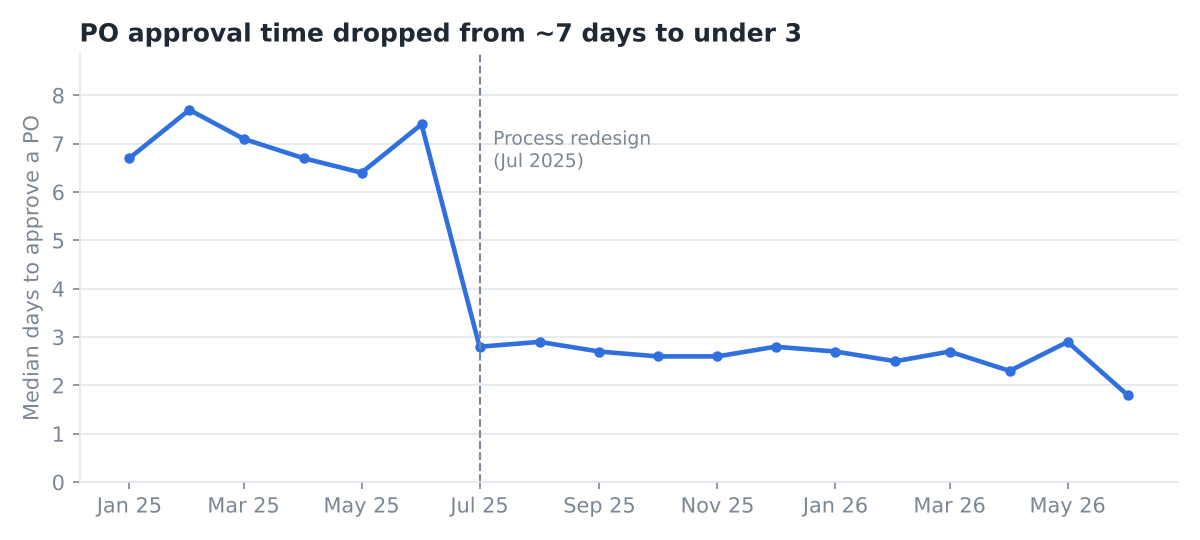 PO approval time dropped from ~7 days to under 3
Median days to approve a PO
8
7
6
5
4
3
2
1
0
Process redesign
(Jul 2025)
Jan 25
Mar 25
May 25
Jul 25
Sep 25
Nov 25
Jan 26
Mar 26
May 26